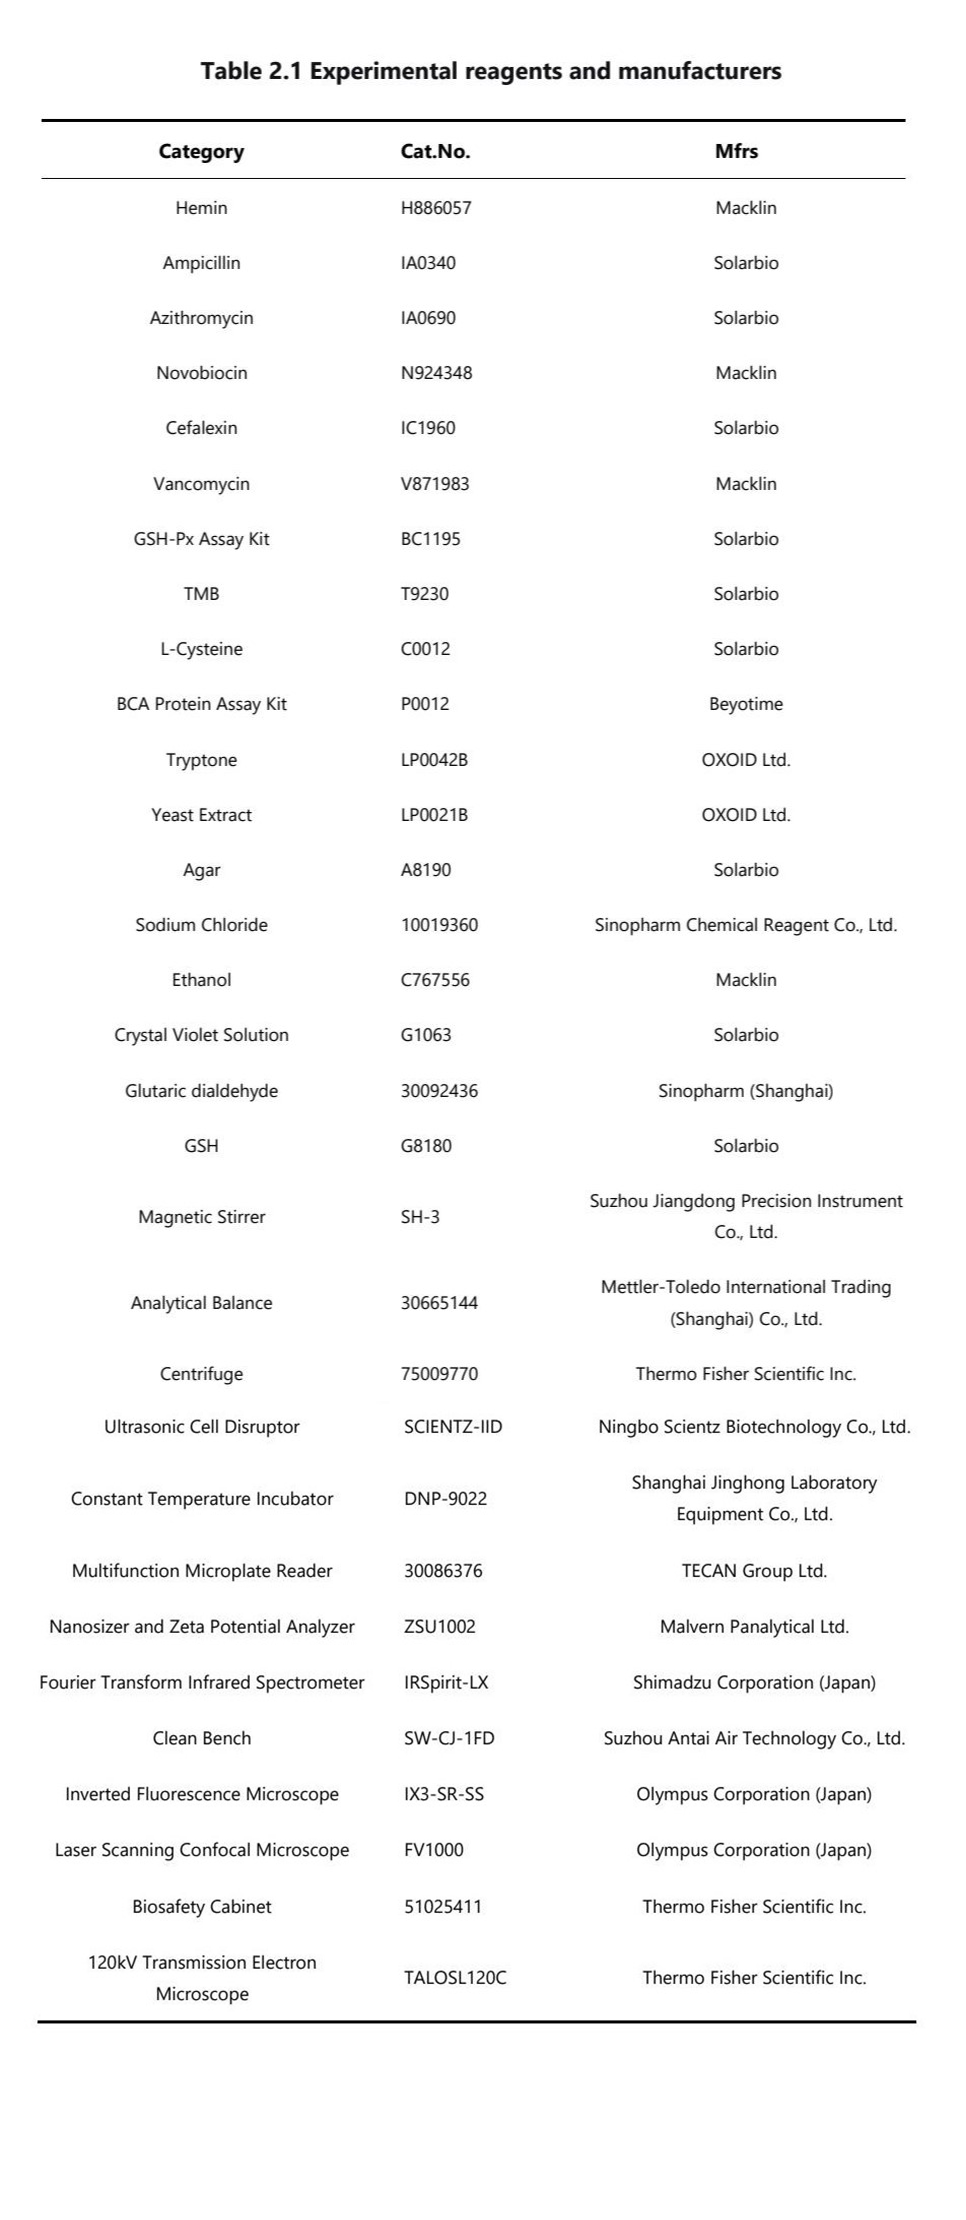 Table 2.1 Experimental reagents and manufacturers
Category Cat.No. Mfrs
Hemin H886057 Macklin
Ampicillin IA0340 Solarbio
Azithromycin IA0690 Solarbio
Novobiocin N924348 Macklin
Cefalexin IC1960 Solarbio
Vancomycin V871983 Macklin
GSH-Px Assay Kit BC1195 Solarbio
TMB T9230 Solarbio
L-Cysteine C0012 Solarbio
BCA Protein Assay Kit P0012 Beyotime
Tryptone LP0042B OXOID Ltd.
Yeast Extract LP0021B OXOID Ltd.
Agar A8190 Solarbio
Sodium Chloride 10019360 Sinopharm Chemical Reagent Co., Ltd.
Ethanol C767556 Macklin
Crystal Violet Solution G1063 Solarbio
Glutaric dialdehyde 30092436 Sinopharm (Shanghai)
GSH G8180 Solarbio
Magnetic Stirrer SH-3 Suzhou Jiangdong Precision Instrument
Co., Ltd.
Analytical Balance 30665144 Mettler-Toledo International Trading
(Shanghai) Co., Ltd.
Centrifuge 75009770 Thermo Fisher Scientific Inc.
Ultrasonic Cell Disruptor SCIENTZ-IID Ningbo Scientz Biotechnology Co., Ltd.
Constant Temperature Incubator DNP-9022 Shanghai Jinghong Laboratory
Equipment Co., Ltd.
Multifunction Microplate Reader 30086376 TECAN Group Ltd.
Nanosizer and Zeta Potential Analyzer ZSU1002 Malvern Panalytical Ltd.
Fourier Transform Infrared Spectrometer IRSpirit-LX Shimadzu Corporation (Japan)
Clean Bench SW-CJ-1FD Suzhou Antai Air Technology Co., Ltd.
Inverted Fluorescence Microscope IX3-SR-SS Olympus Corporation (Japan)
Laser Scanning Confocal Microscope FV1000 Olympus Corporation (Japan)
Biosafety Cabinet 51025411 Thermo Fisher Scientific Inc.
120kV Transmission Electron
Microscope TALOSL120C Thermo Fisher Scientific Inc.